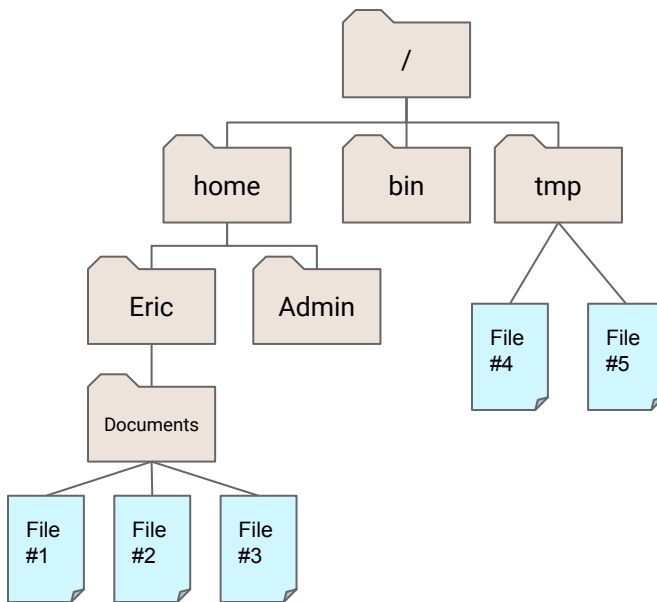 /
home
bin
tmp
Eric
Admin
File
#4
File
#5
Documents
File
#1
File
#2
File
#3